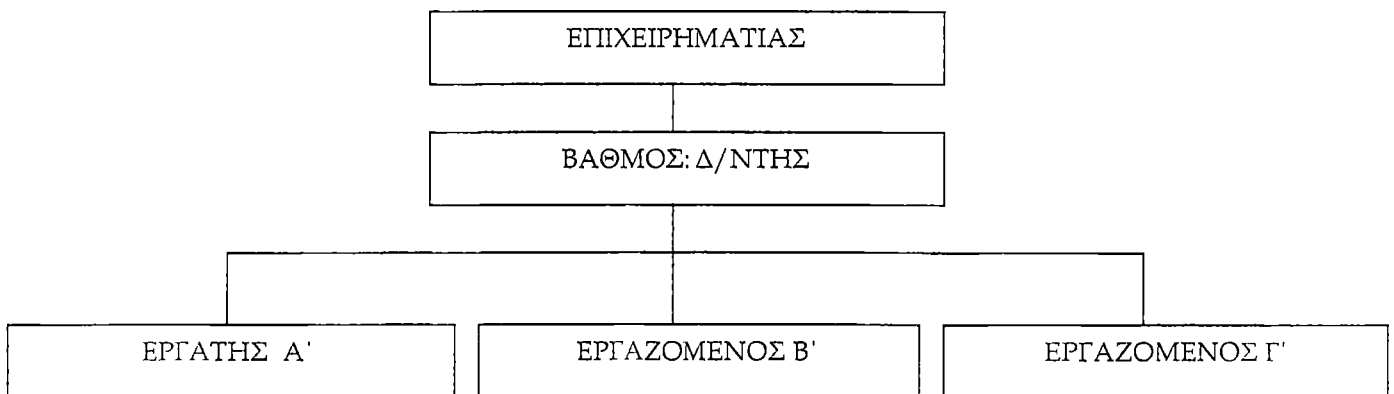 ΕΠΙΧΕΙΡΗΜΑΤΙΑΣ
ΒΑΘΜΟΣ: Δ/ΝΤΗΣ
ΕΡΓΑΤΗΣ Α'
ΕΡΓΑΖΟΜΕΝΟΣ Β'
ΕΡΓΑΖΟΜΕΝΟΣ Γ'